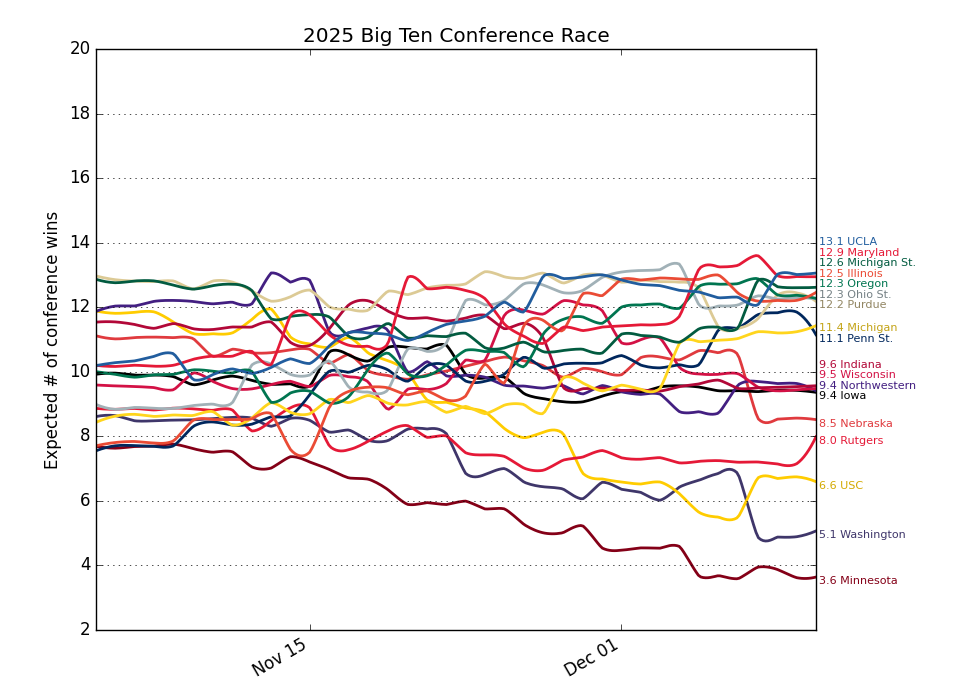 2025 Big Ten Conference Race
Expected # of conference wins
20
18
16
14
12
10
8
6
4
2
Nov 15
Dec 01
13.1 UCLA
12.9 Maryland
12.6 Michigan St.
12.5 Illinois
12.3 Oregon
12.3 Ohio St.
12.2 Purdue
11.4 Michigan
11.1 Penn St.
9.6 Indiana
9.5 Wisconsin
9.4 Northwestern
9.4 Iowa
8.5 Nebraska
8.0 Rutgers
6.6 USC
5.1 Washington
3.6 Minnesota